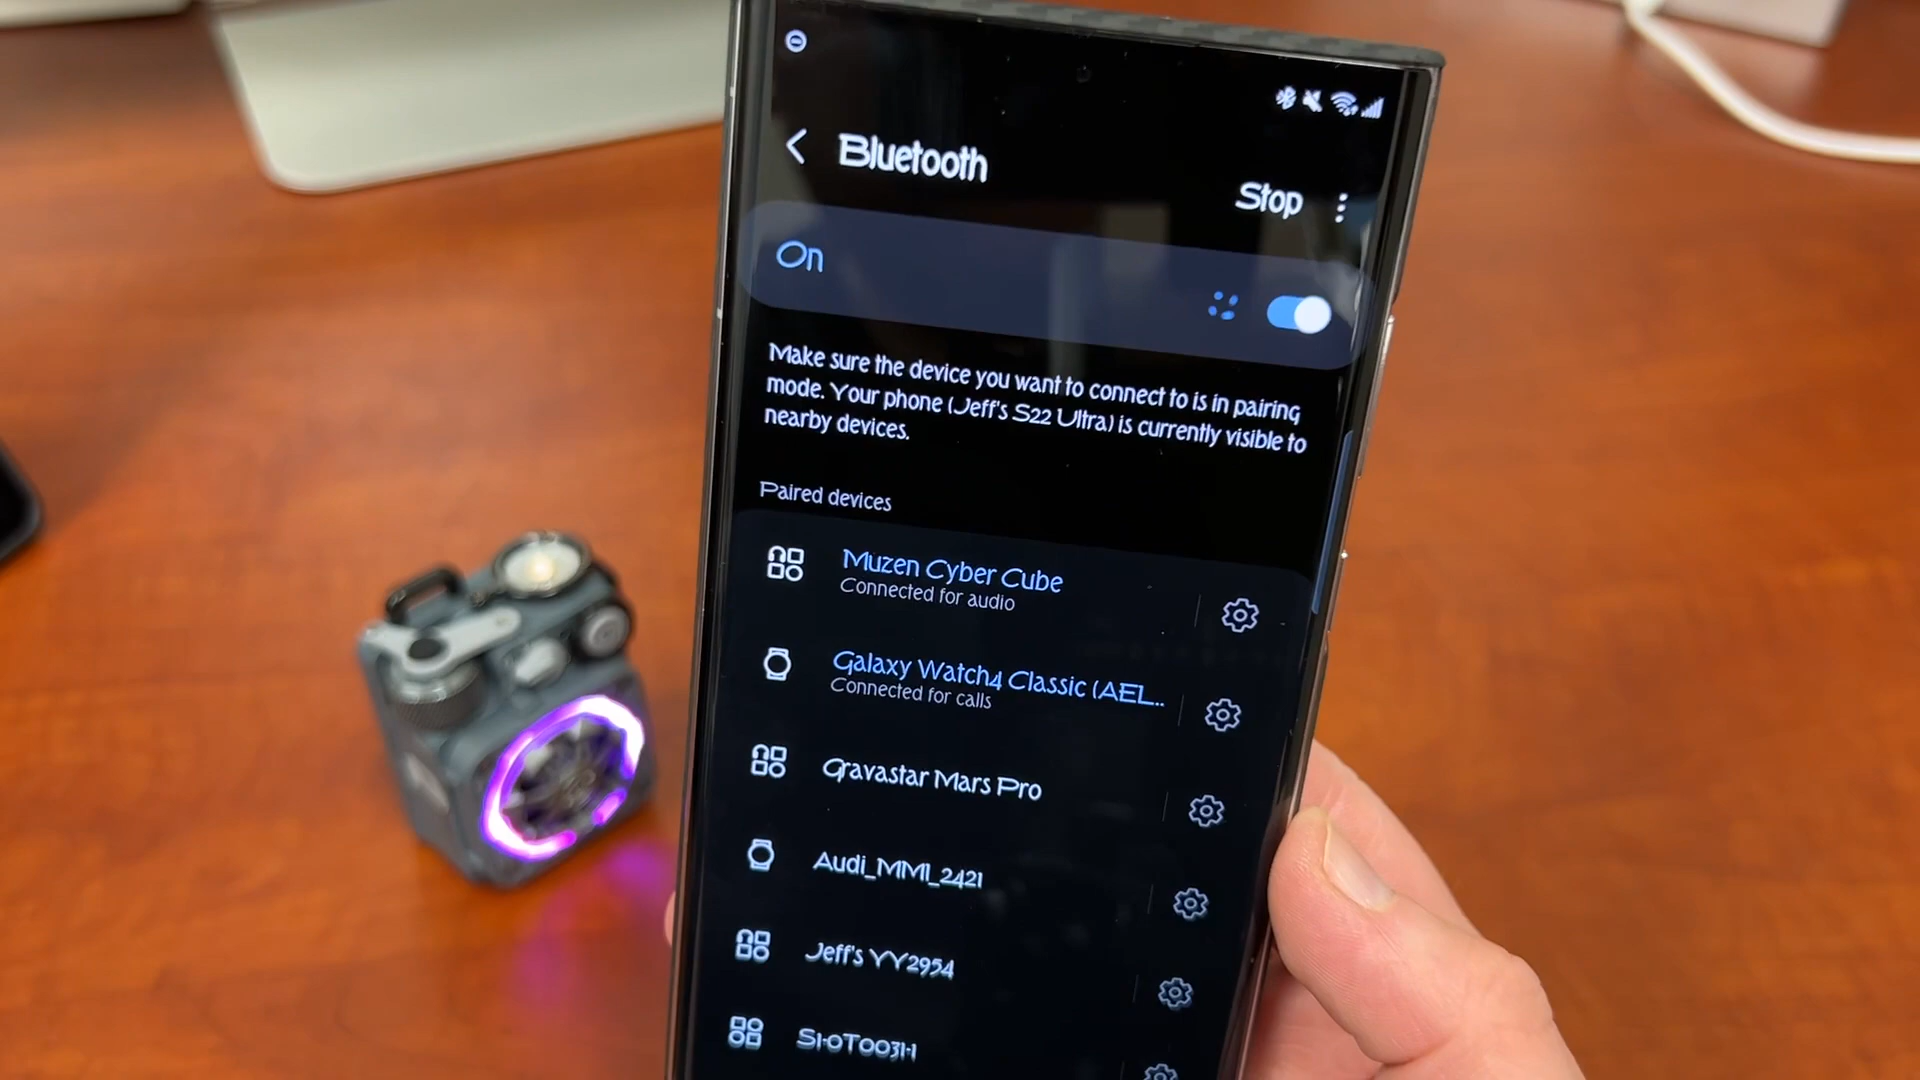 Bluetooth
Stop
On
Make sure the device you want to connect to is in pairing
mode. Your phone (Jeff's S22 Ultra) is currently visible to
nearby devices.
Paired devices
Muzen Cyber Cube
Connected for audio
Galaxy Watch4 Classic (AEL...
Connected for calls
Gravastar Mars Pro
Audi_MMI_2421
Jeff's YY2954
S1-0T0031-1